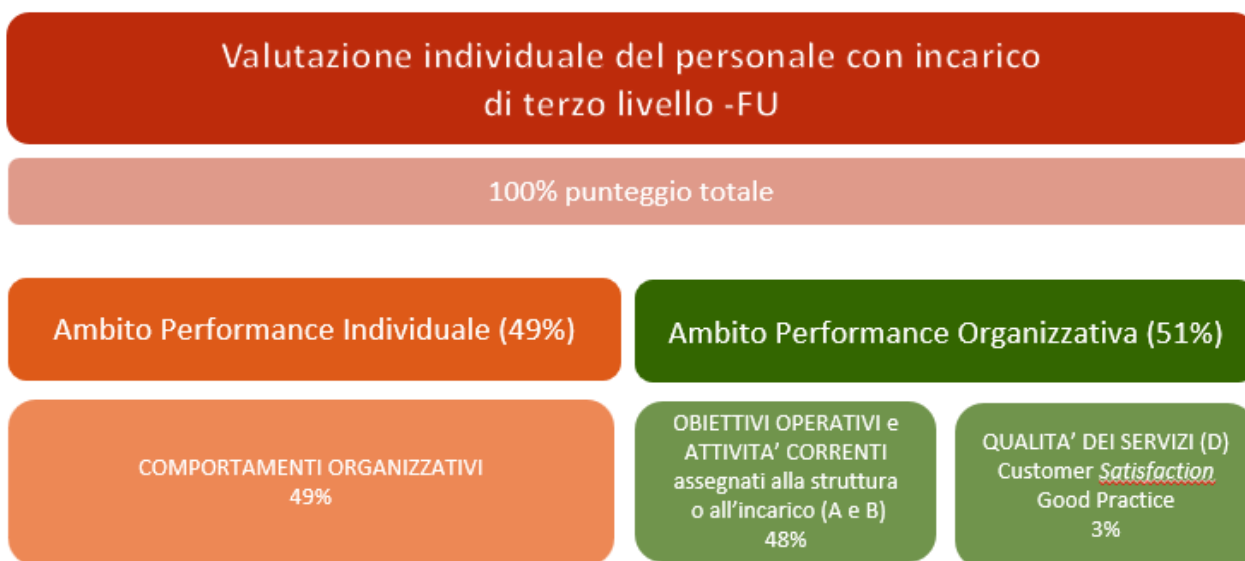 Valutazione individuale del personale con incarico
di terzo livello -FU
100% punteggio totale
Ambito Performance Individuale (49%)
Ambito Performance Organizzativa (51%)
COMPORTAMENTI ORGANIZZATIVI
49%
OBIETTIVI OPERATIVI e
ATTIVITA’ CORRENTI
assegnati alla struttura
o all’incarico (A e B)
48%
QUALITA’ DEI SERVIZI (D)
Customer Satisfaction
Good Practice
3%